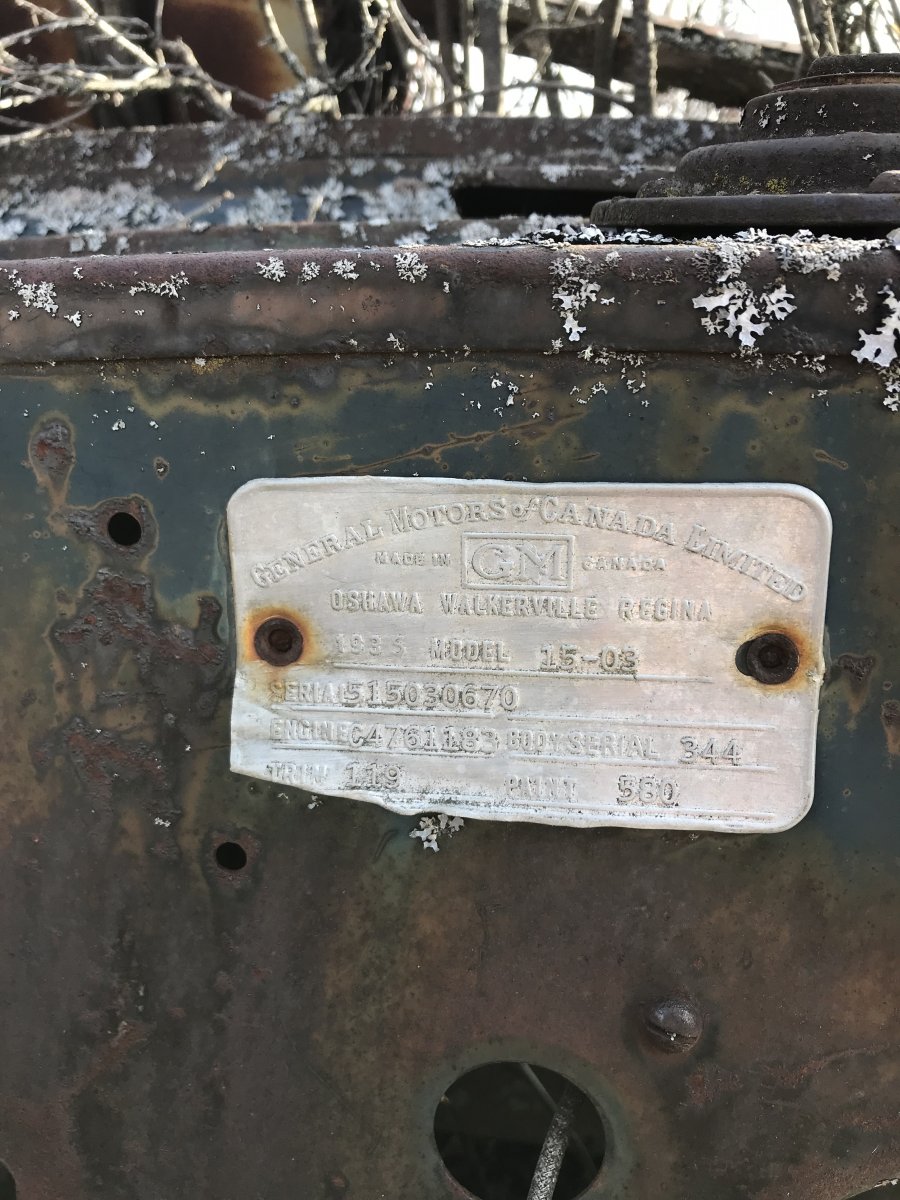 GENERAL MOTORS of CANADA LIMITED
MADE IN GM CANADA
OSHAWA WALKERVILLE REGINA
MODEL 15-03
SERIAL 515030670
ENGINE C4761183 BODY SERIAL 344
TRIM 119 PAINT 380